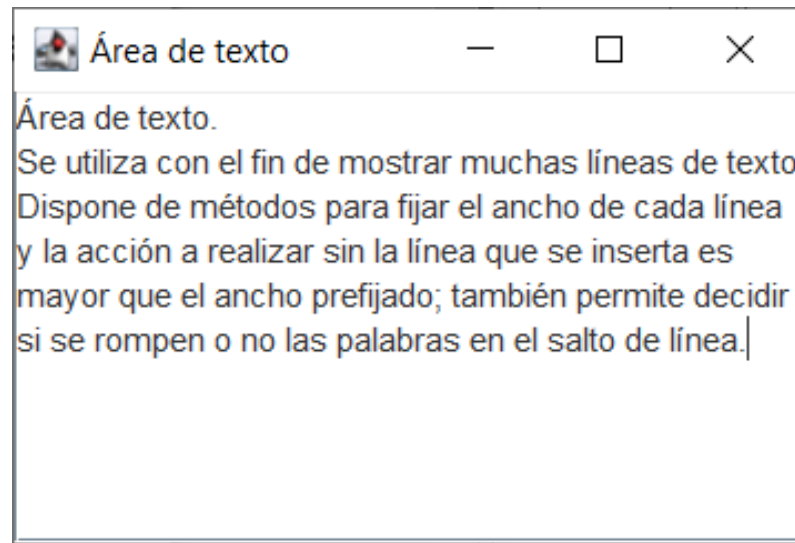 Área de texto
Área de texto.
Se utiliza con el fin de mostrar muchas líneas de texto
Dispone de métodos para fijar el ancho de cada línea
y la acción a realizar sin la línea que se inserta es
mayor que el ancho prefijado; también permite decidir
si se rompen o no las palabras en el salto de línea.